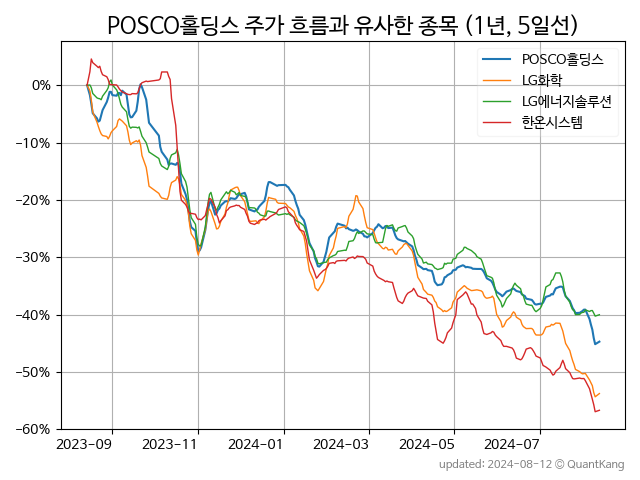 POSCO홀딩스 주가 흐름과 유사한 종목 (1년, 5일선)
POSCO홀딩스
LG화학
LG에너지솔루션
한온시스템
0%
−10%
−20%
−30%
−40%
−50%
−60%
2023-09
2023-11
2024-01
2024-03
2024-05
2024-07
updated: 2024-08-12 © QuantKang